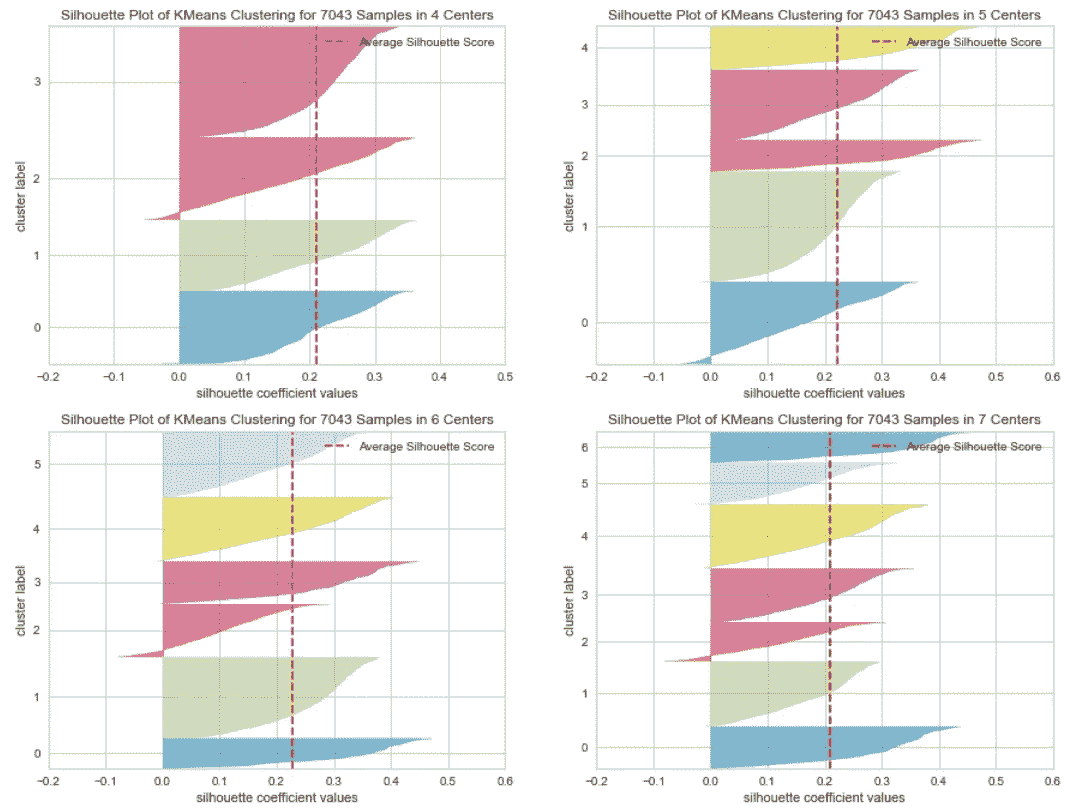 Silhouette Plot of KMeans Clustering for 7043 Samples in 4 Centers
Average Silhouette Score
cluster label
3
2
1
0
−0.2 −0.1 0.0 0.1 0.2 0.3 0.4 0.5
silhouette coefficient values
Silhouette Plot of KMeans Clustering for 7043 Samples in 5 Centers
Average Silhouette Score
cluster label
4
3
2
1
0
−0.2 −0.1 0.0 0.1 0.2 0.3 0.4 0.5 0.6
silhouette coefficient values
Silhouette Plot of KMeans Clustering for 7043 Samples in 6 Centers
Average Silhouette Score
cluster label
5
4
3
2
1
0
−0.2 −0.1 0.0 0.1 0.2 0.3 0.4 0.5 0.6
silhouette coefficient values
Silhouette Plot of KMeans Clustering for 7043 Samples in 7 Centers
Average Silhouette Score
cluster label
6
5
4
3
2
1
0
−0.2 −0.1 0.0 0.1 0.2 0.3 0.4 0.5 0.6
silhouette coefficient values